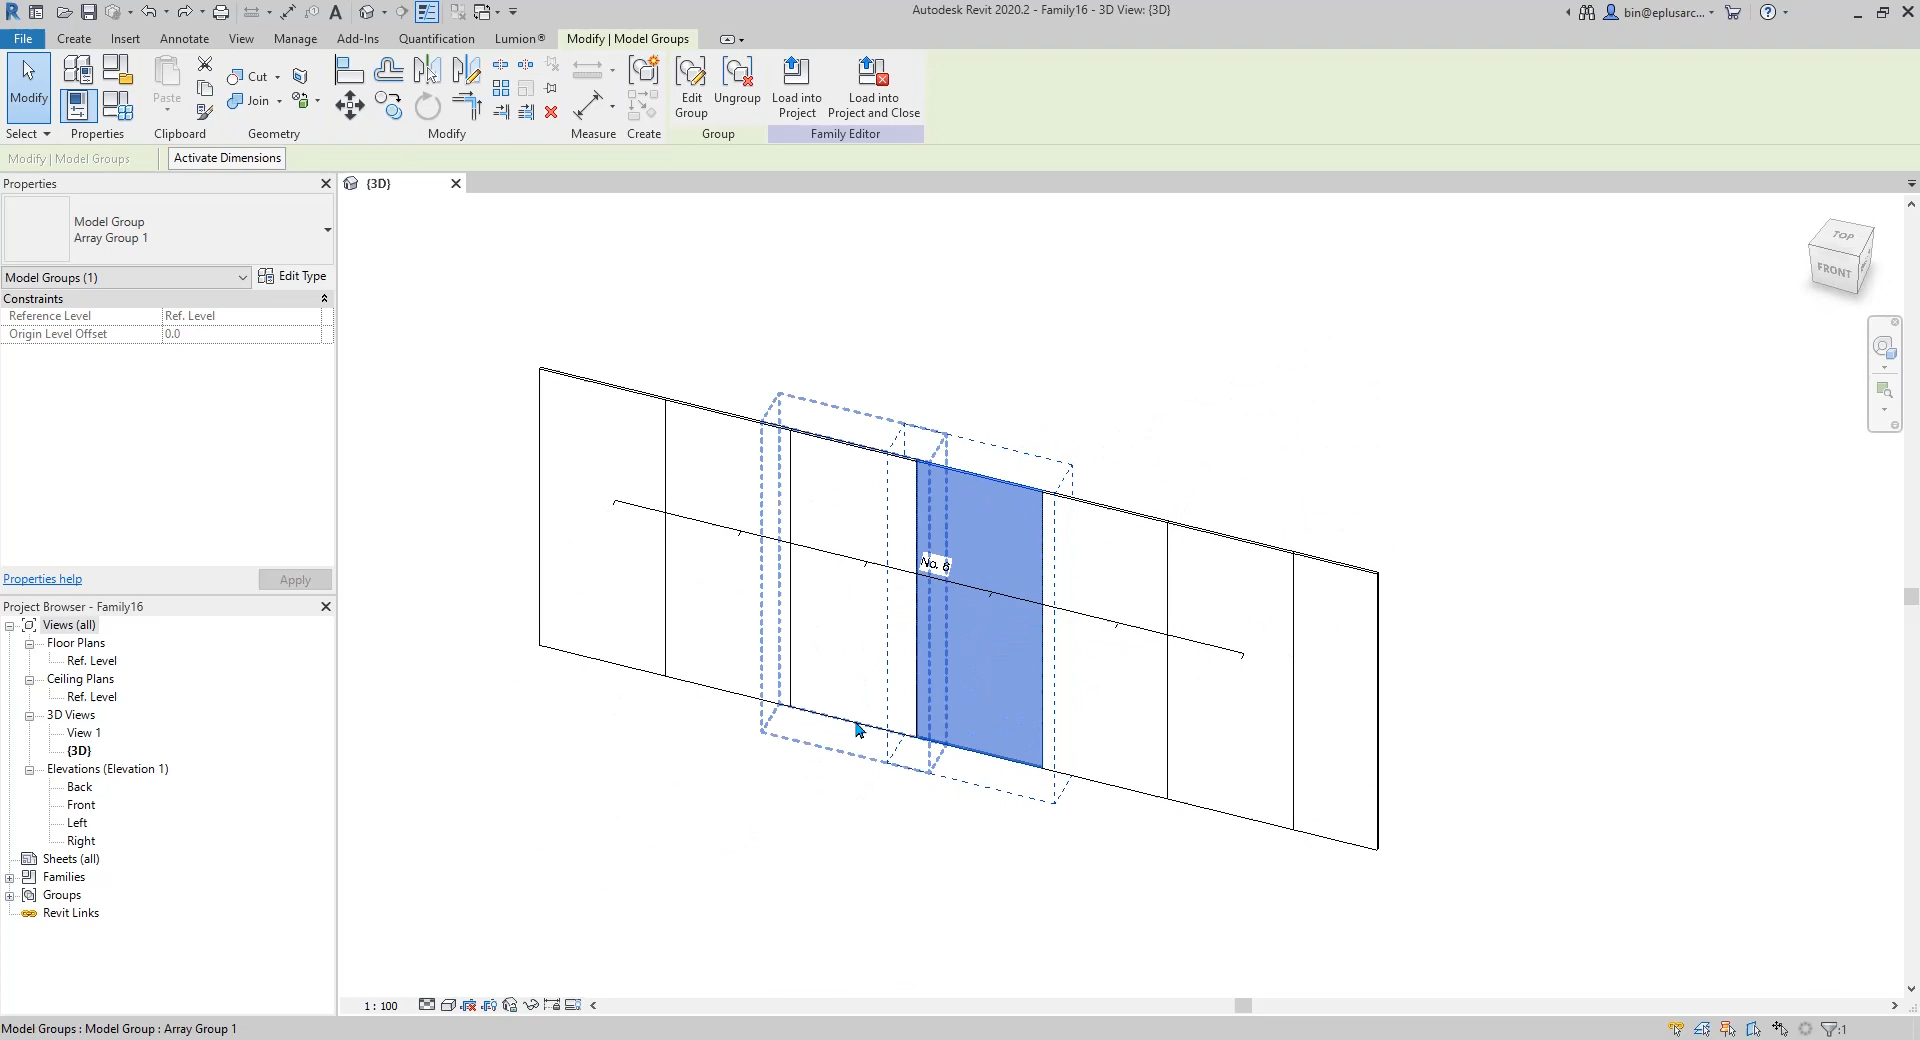 Autodesk Revit 2020.2 - Family16 - 3D View: {3D}
bin@eplusarc...
File Create Insert Annotate View Manage Add-Ins Quantification Lumion® Modify | Model Groups
Modify
Paste
Cut
Join
Edit Group
Ungroup
Load into Project
Load into Project and Close
Select Properties Clipboard Geometry Modify Measure Create Group Family Editor
Modify | Model Groups
Activate Dimensions
Properties
{3D}
Model Group
Array Group 1
Model Groups (1)
Edit Type
Constraints
Reference Level Ref. Level
Origin Level Offset 0.0
TOP
FRONT
No. 6
Properties help
Apply
Project Browser - Family16
Views (all)
Floor Plans
Ref. Level
Ceiling Plans
Ref. Level
3D Views
View 1
{3D}
Elevations (Elevation 1)
Back
Front
Left
Right
Sheets (all)
Families
Groups
Revit Links
1 : 100
Model Groups : Model Group : Array Group 1
:1